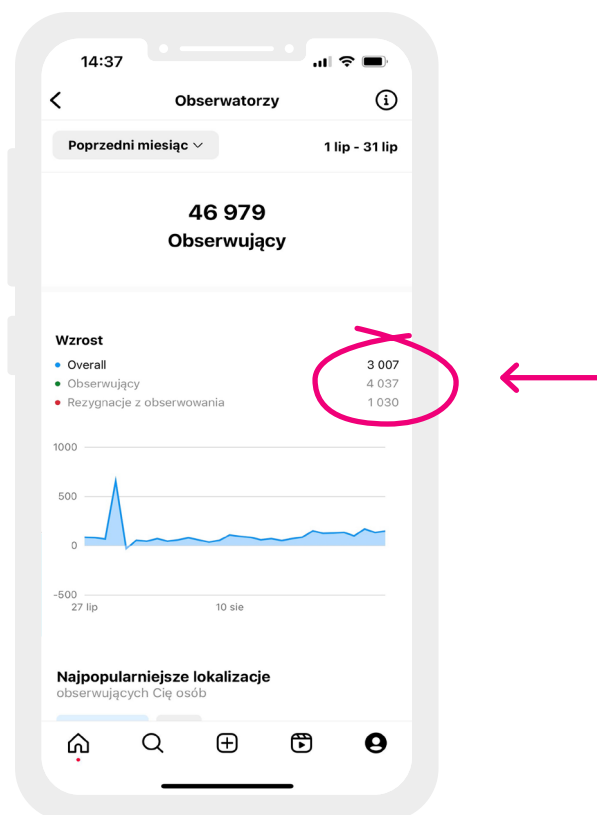 14:37
Obserwatorzy
Poprzedni miesiąc
1 lip - 31 lip
46 979
Obserwujący
Wzrost
Overall 3 007
Obserwujący 4 037
Rezygnacje z obserwowania 1 030
1000
500
0
-500
27 lip 10 sie
Najpopularniejsze lokalizacje
obserwujących Cię osób